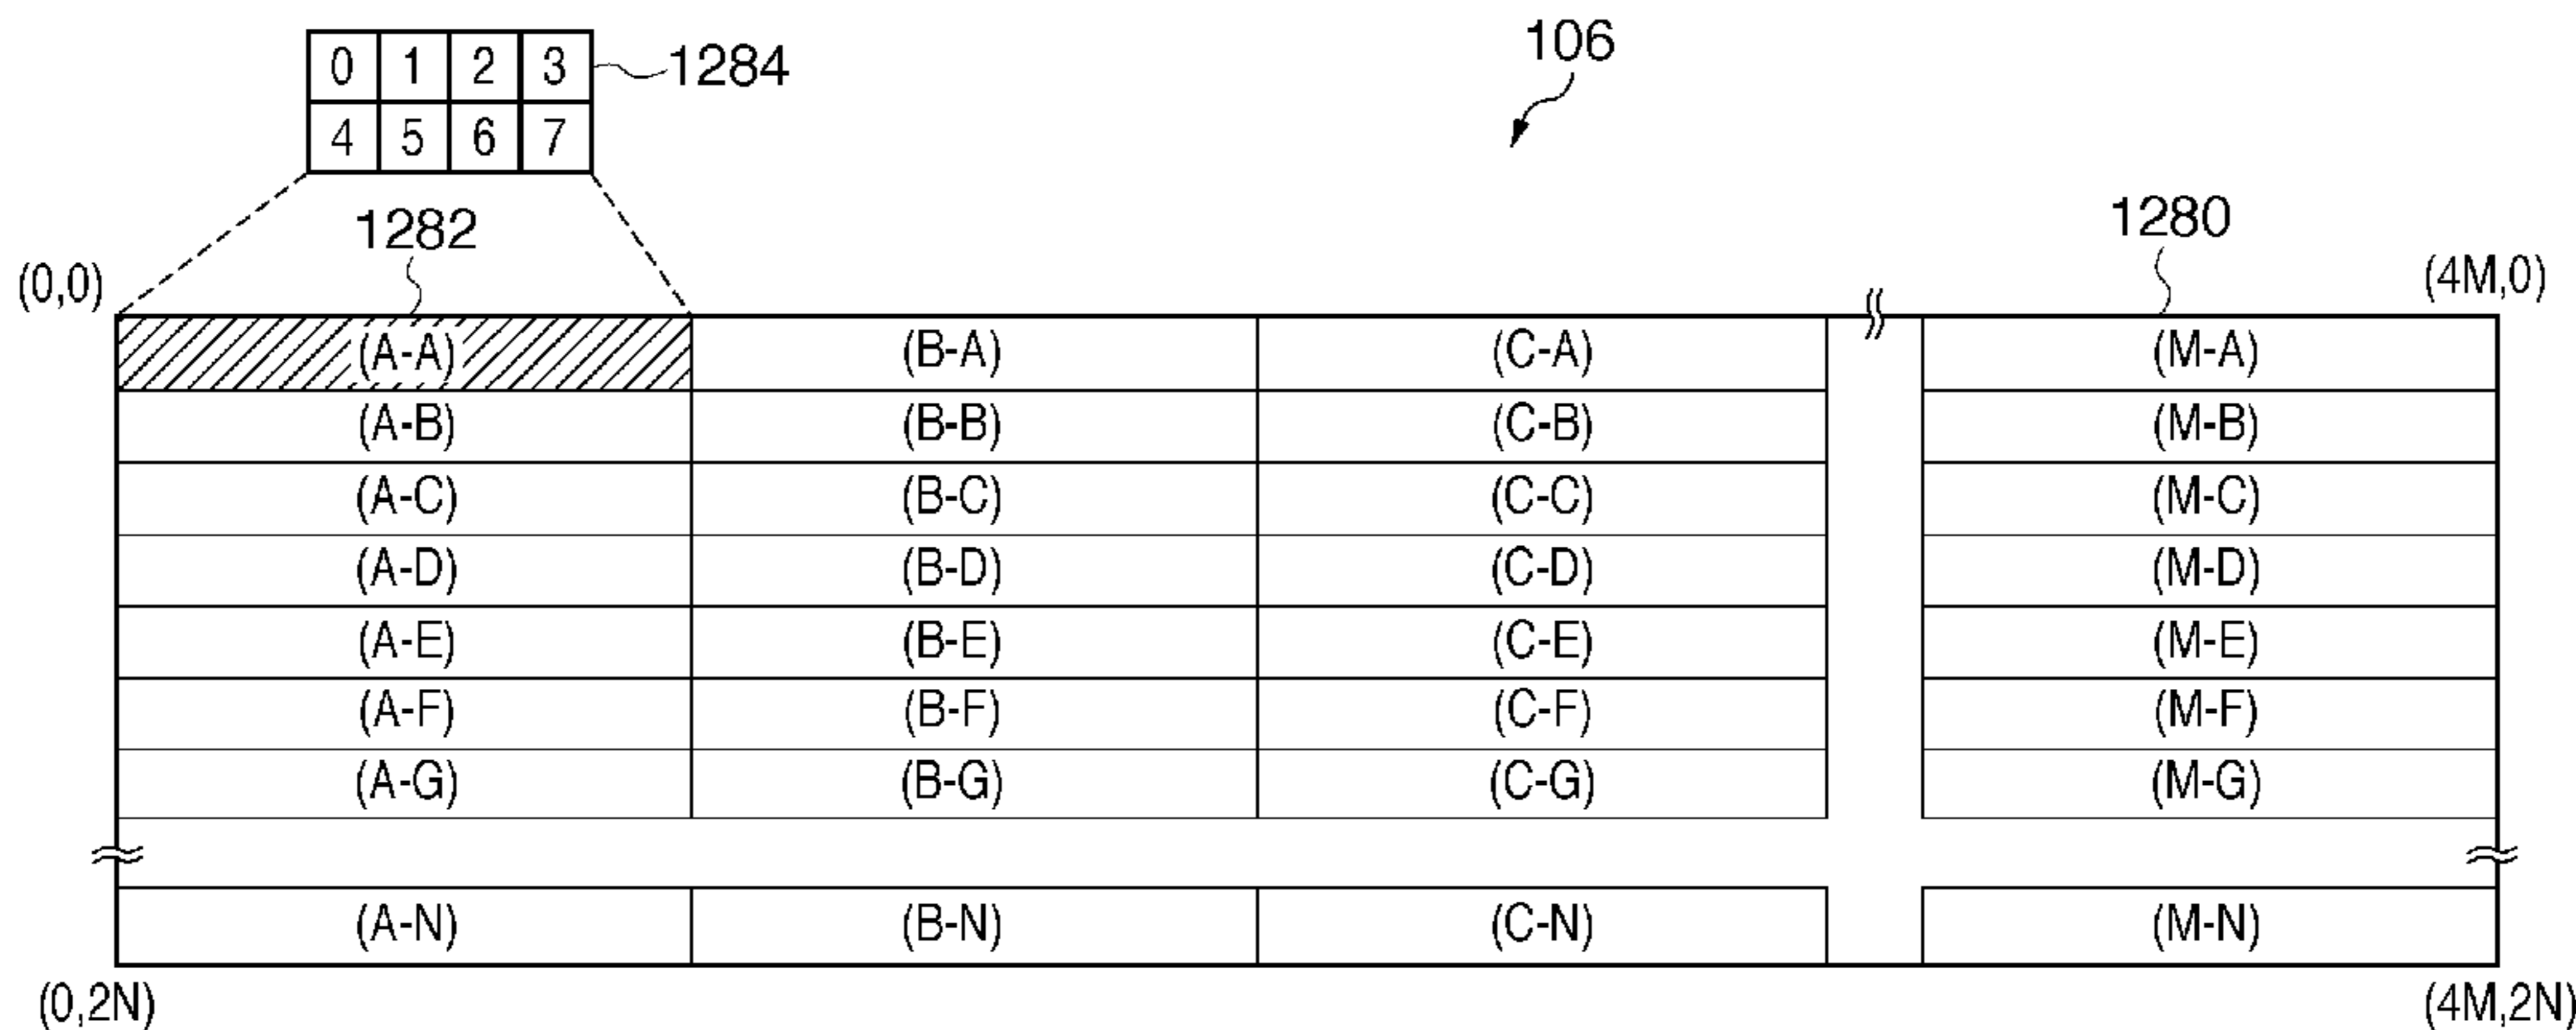 106
0 1 2 3
1284
4 5 6 7
1282
1280
(0,0)
(4M,0)
(A-A) (B-A) (C-A) (M-A)
(A-B) (B-B) (C-B) (M-B)
(A-C) (B-C) (C-C) (M-C)
(A-D) (B-D) (C-D) (M-D)
(A-E) (B-E) (C-E) (M-E)
(A-F) (B-F) (C-F) (M-F)
(A-G) (B-G) (C-G) (M-G)
(A-N) (B-N) (C-N) (M-N)
(0,2N)
(4M,2N)